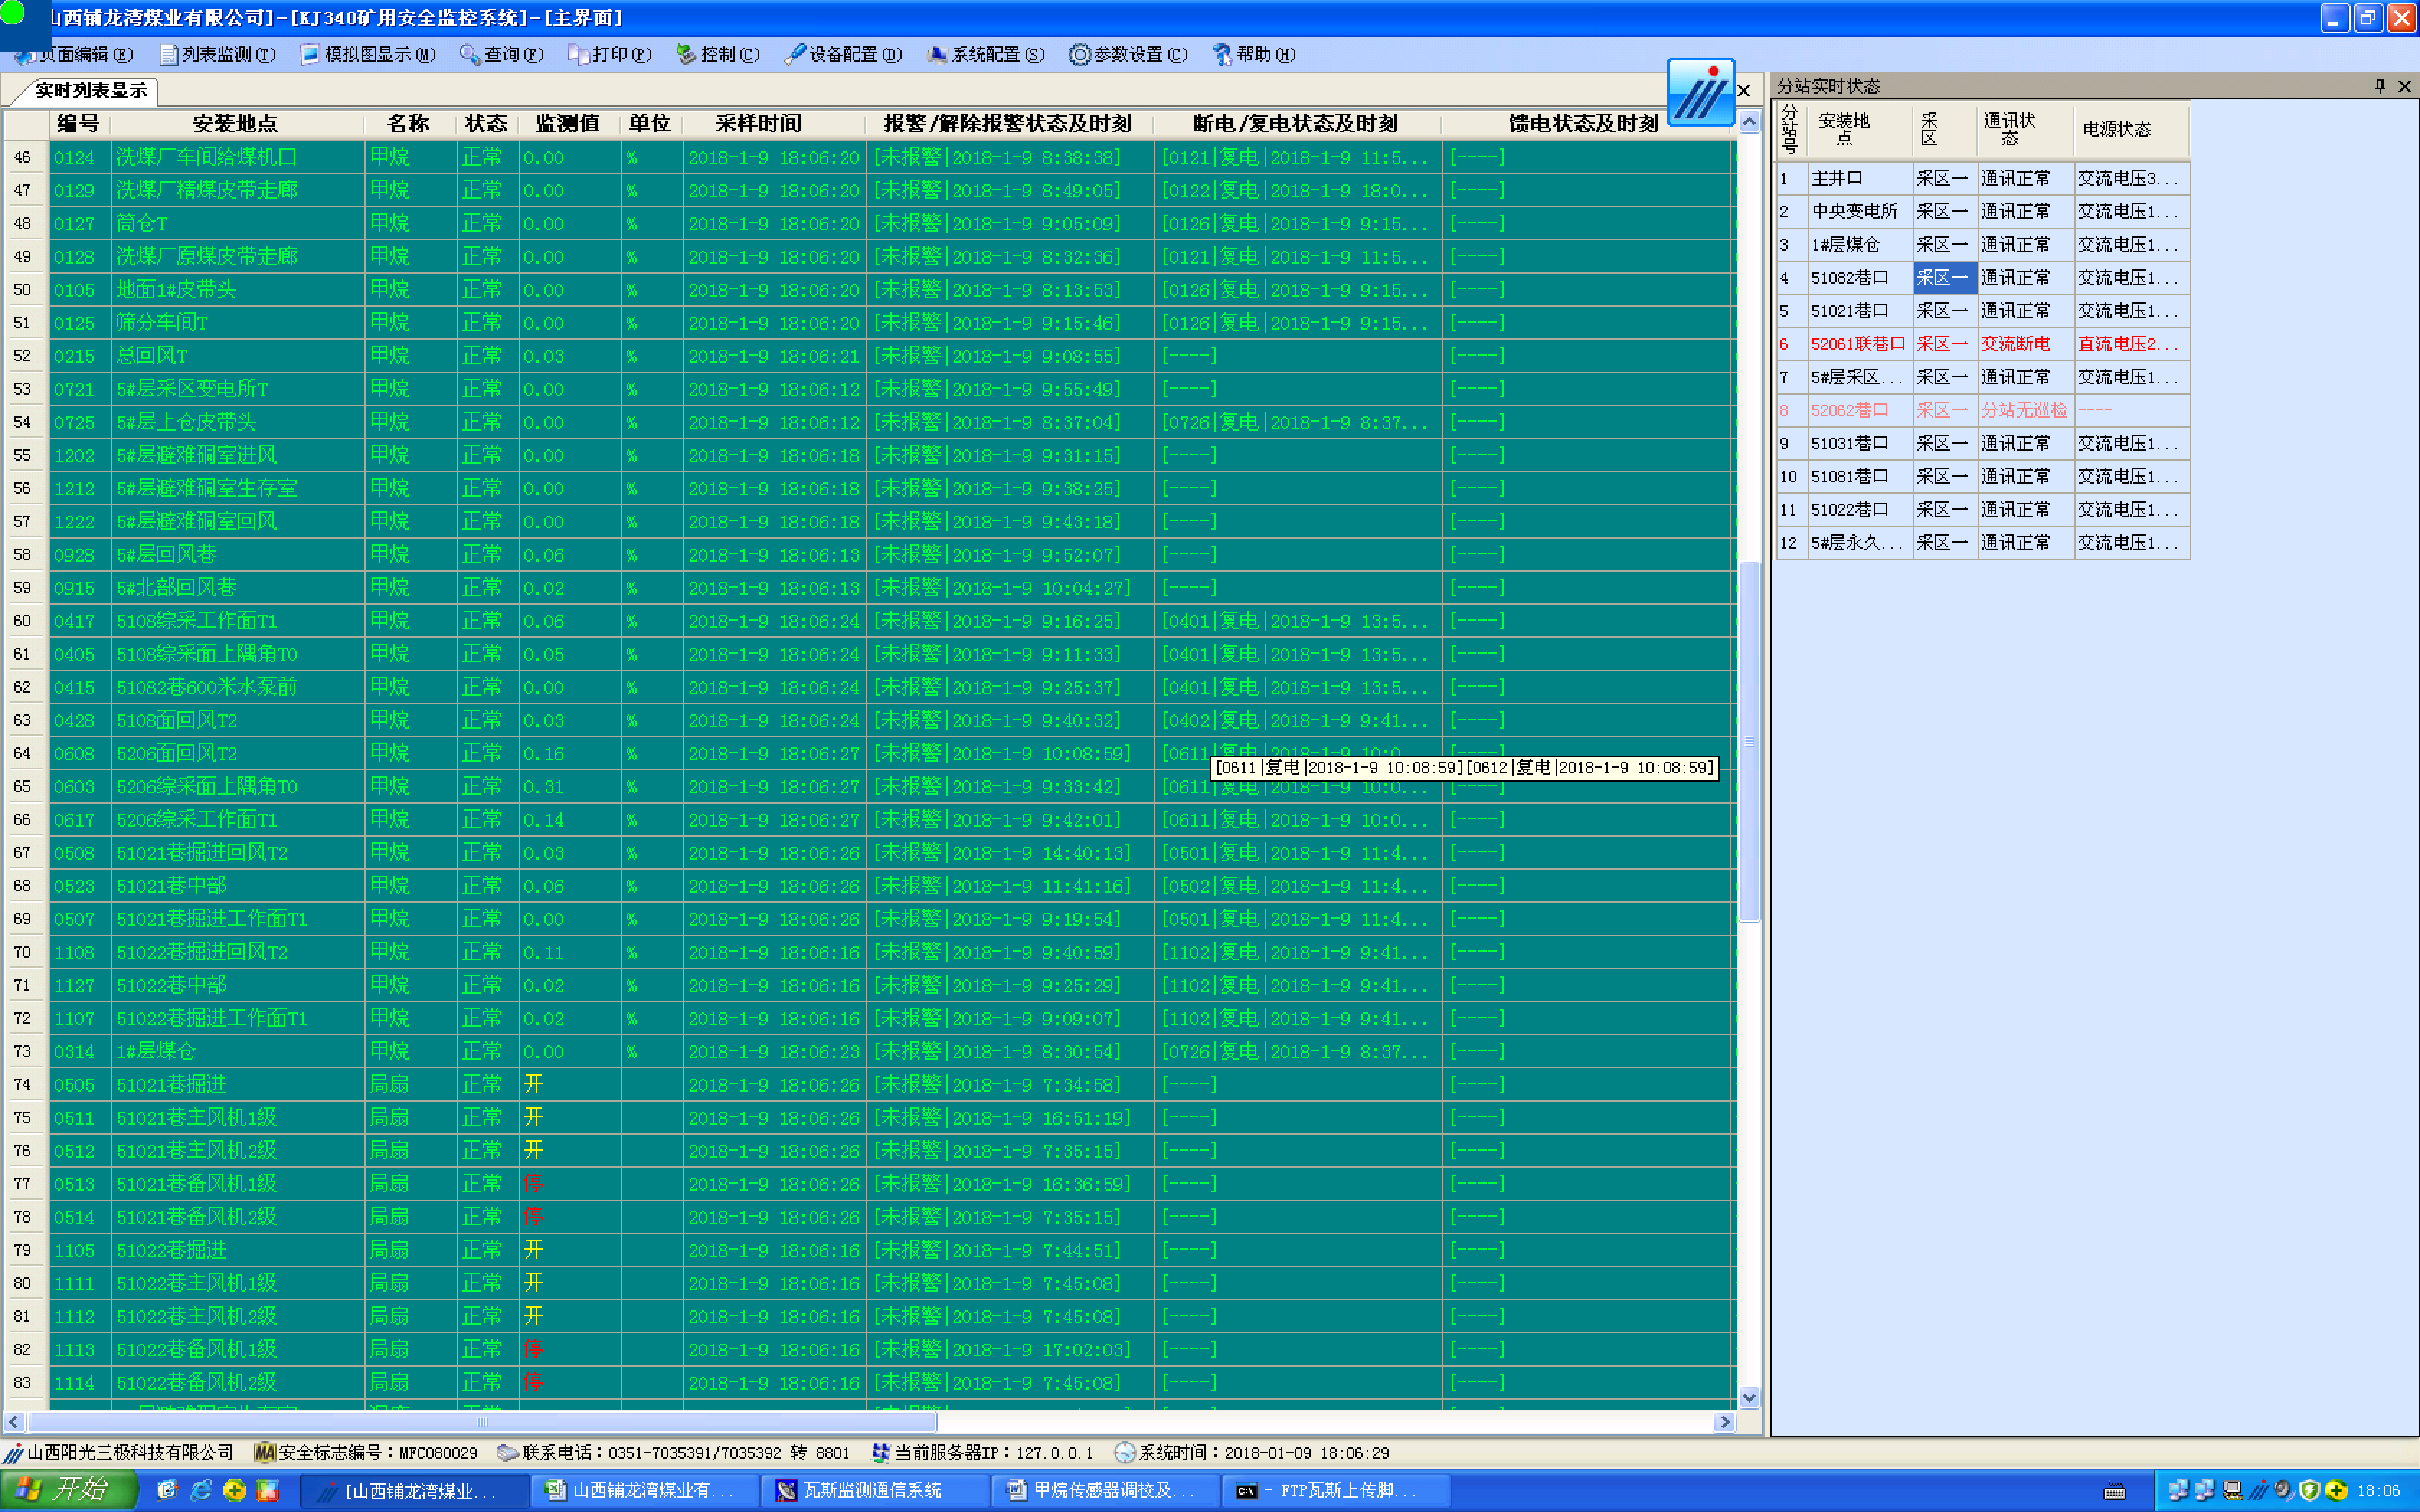 山西铺龙湾煤业有限公司]-[KJ340矿用安全监控系统]-[主界面]
页面编辑(E) 列表监测(T) 模拟图显示(M) 查询(F) 打印(P) 控制(C) 设备配置(D) 系统配置(S) 参数设置(C) 帮助(H)
实时列表显示
编号 安装地点 名称 状态 监测值 单位 采样时间 报警/解除报警状态及时刻 断电/复电状态及时刻 馈电状态及时刻
46 0124 洗煤厂车间给煤机口 甲烷 正常 0.00 % 2018-1-9 18:06:20 [未报警|2018-1-9 8:38:38] [0121|复电|2018-1-9 11:5... [----]
47 0129 洗煤厂精煤皮带走廊 甲烷 正常 0.00 % 2018-1-9 18:06:20 [未报警|2018-1-9 8:49:05] [0122|复电|2018-1-9 18:0... [----]
48 0127 筒仓T 甲烷 正常 0.00 % 2018-1-9 18:06:20 [未报警|2018-1-9 9:05:09] [0126|复电|2018-1-9 9:15... [----]
49 0128 洗煤厂原煤皮带走廊 甲烷 正常 0.00 % 2018-1-9 18:06:20 [未报警|2018-1-9 8:32:36] [0121|复电|2018-1-9 11:5... [----]
50 0105 地面1#皮带头 甲烷 正常 0.00 % 2018-1-9 18:06:20 [未报警|2018-1-9 8:13:53] [0126|复电|2018-1-9 9:15... [----]
51 0125 筛分车间T 甲烷 正常 0.00 % 2018-1-9 18:06:20 [未报警|2018-1-9 9:15:46] [0126|复电|2018-1-9 9:15... [----]
52 0215 总回风T 甲烷 正常 0.03 % 2018-1-9 18:06:21 [未报警|2018-1-9 9:08:55] [----] [----]
53 0721 5#层采区变电所T 甲烷 正常 0.00 % 2018-1-9 18:06:12 [未报警|2018-1-9 9:55:49] [----] [----]
54 0725 5#层上仓皮带头 甲烷 正常 0.00 % 2018-1-9 18:06:12 [未报警|2018-1-9 8:37:04] [0726|复电|2018-1-9 8:37... [----]
55 1202 5#层避难硐室进风 甲烷 正常 0.00 % 2018-1-9 18:06:18 [未报警|2018-1-9 9:31:15] [----] [----]
56 1212 5#层避难硐室生存室 甲烷 正常 0.00 % 2018-1-9 18:06:18 [未报警|2018-1-9 9:38:25] [----] [----]
57 1222 5#层避难硐室回风 甲烷 正常 0.00 % 2018-1-9 18:06:18 [未报警|2018-1-9 9:43:18] [----] [----]
58 0928 5#层回风巷 甲烷 正常 0.06 % 2018-1-9 18:06:13 [未报警|2018-1-9 9:52:07] [----] [----]
59 0915 5#北部回风巷 甲烷 正常 0.02 % 2018-1-9 18:06:13 [未报警|2018-1-9 10:04:27] [----] [----]
60 0417 5108综采工作面T1 甲烷 正常 0.06 % 2018-1-9 18:06:24 [未报警|2018-1-9 9:16:25] [0401|复电|2018-1-9 13:5... [----]
61 0405 5108综采面上隅角T0 甲烷 正常 0.05 % 2018-1-9 18:06:24 [未报警|2018-1-9 9:11:33] [0401|复电|2018-1-9 13:5... [----]
62 0415 51082巷600米水泵前 甲烷 正常 0.00 % 2018-1-9 18:06:24 [未报警|2018-1-9 9:25:37] [0401|复电|2018-1-9 13:5... [----]
63 0428 5108面回风T2 甲烷 正常 0.03 % 2018-1-9 18:06:24 [未报警|2018-1-9 9:40:32] [0402|复电|2018-1-9 9:41... [----]
64 0608 5206面回风T2 甲烷 正常 0.16 % 2018-1-9 18:06:27 [未报警|2018-1-9 10:08:59] [0611|复电|2018-1-9 10:0... [----]
[0611|复电|2018-1-9 10:08:59][0612|复电|2018-1-9 10:08:59]
65 0603 5206综采面上隅角T0 甲烷 正常 0.31 % 2018-1-9 18:06:27 [未报警|2018-1-9 9:33:42] [0611|复电|2018-1-9 10:0... [----]
66 0617 5206综采工作面T1 甲烷 正常 0.14 % 2018-1-9 18:06:27 [未报警|2018-1-9 9:42:01] [0611|复电|2018-1-9 10:0... [----]
67 0508 51021巷掘进回风T2 甲烷 正常 0.03 % 2018-1-9 18:06:26 [未报警|2018-1-9 14:40:13] [0501|复电|2018-1-9 11:4... [----]
68 0523 51021巷中部 甲烷 正常 0.06 % 2018-1-9 18:06:26 [未报警|2018-1-9 11:41:16] [0502|复电|2018-1-9 11:4... [----]
69 0507 51021巷掘进工作面T1 甲烷 正常 0.00 % 2018-1-9 18:06:26 [未报警|2018-1-9 9:19:54] [0501|复电|2018-1-9 11:4... [----]
70 1108 51022巷掘进回风T2 甲烷 正常 0.11 % 2018-1-9 18:06:16 [未报警|2018-1-9 9:40:59] [1102|复电|2018-1-9 9:41... [----]
71 1127 51022巷中部 甲烷 正常 0.02 % 2018-1-9 18:06:16 [未报警|2018-1-9 9:25:29] [1102|复电|2018-1-9 9:41... [----]
72 1107 51022巷掘进工作面T1 甲烷 正常 0.02 % 2018-1-9 18:06:16 [未报警|2018-1-9 9:09:07] [1102|复电|2018-1-9 9:41... [----]
73 0314 1#层煤仓 甲烷 正常 0.00 % 2018-1-9 18:06:23 [未报警|2018-1-9 8:30:54] [0726|复电|2018-1-9 8:37... [----]
74 0505 51021巷掘进 局扇 正常 开 2018-1-9 18:06:26 [未报警|2018-1-9 7:34:58] [----] [----]
75 0511 51021巷主风机1级 局扇 正常 开 2018-1-9 18:06:26 [未报警|2018-1-9 16:51:19] [----] [----]
76 0512 51021巷主风机2级 局扇 正常 开 2018-1-9 18:06:26 [未报警|2018-1-9 7:35:15] [----] [----]
77 0513 51021巷备风机1级 局扇 正常 停 2018-1-9 18:06:26 [未报警|2018-1-9 16:36:59] [----] [----]
78 0514 51021巷备风机2级 局扇 正常 停 2018-1-9 18:06:26 [未报警|2018-1-9 7:35:15] [----] [----]
79 1105 51022巷掘进 局扇 正常 开 2018-1-9 18:06:16 [未报警|2018-1-9 7:44:51] [----] [----]
80 1111 51022巷主风机1级 局扇 正常 开 2018-1-9 18:06:16 [未报警|2018-1-9 7:45:08] [----] [----]
81 1112 51022巷主风机2级 局扇 正常 开 2018-1-9 18:06:16 [未报警|2018-1-9 7:45:08] [----] [----]
82 1113 51022巷备风机1级 局扇 正常 停 2018-1-9 18:06:16 [未报警|2018-1-9 17:02:03] [----] [----]
83 1114 51022巷备风机2级 局扇 正常 停 2018-1-9 18:06:16 [未报警|2018-1-9 7:45:08] [----] [----]
分站实时状态
分站号 安装地点 采区 通讯状态 电源状态
1 主井口 采区一 通讯正常 交流电压3...
2 中央变电所 采区一 通讯正常 交流电压1...
3 1#层煤仓 采区一 通讯正常 交流电压1...
4 51082巷口 采区一 通讯正常 交流电压1...
5 51021巷口 采区一 通讯正常 交流电压1...
6 52061联巷口 采区一 交流断电 直流电压2...
7 5#层采区... 采区一 通讯正常 交流电压1...
8 52062巷口 采区一 分站无巡检 ----
9 51031巷口 采区一 通讯正常 交流电压1...
10 51081巷口 采区一 通讯正常 交流电压1...
11 51022巷口 采区一 通讯正常 交流电压1...
12 5#层永久... 采区一 通讯正常 交流电压1...
山西阳光三极科技有限公司 MA 安全标志编号：MFC080029 联系电话：0351-7035391/7035392 转 8801 当前服务器IP：127.0.0.1 系统时间：2018-01-09 18:06:29
开始 [山西铺龙湾煤业... 山西铺龙湾煤业有... 瓦斯监测通信系统 甲烷传感器调校及... - FTP瓦斯上传脚... 18:06